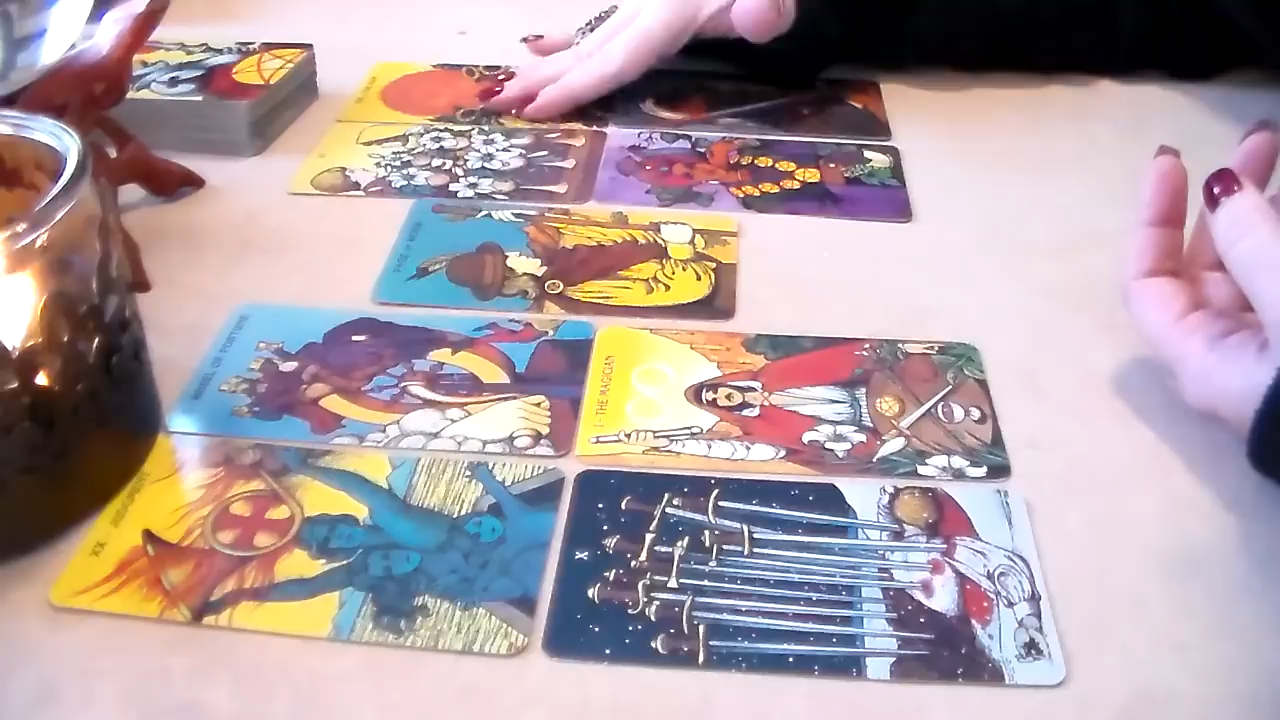 PAGE OF WANDS
WHEEL OF FORTUNE
I - THE MAGICIAN
XX JUDGEMENT
X